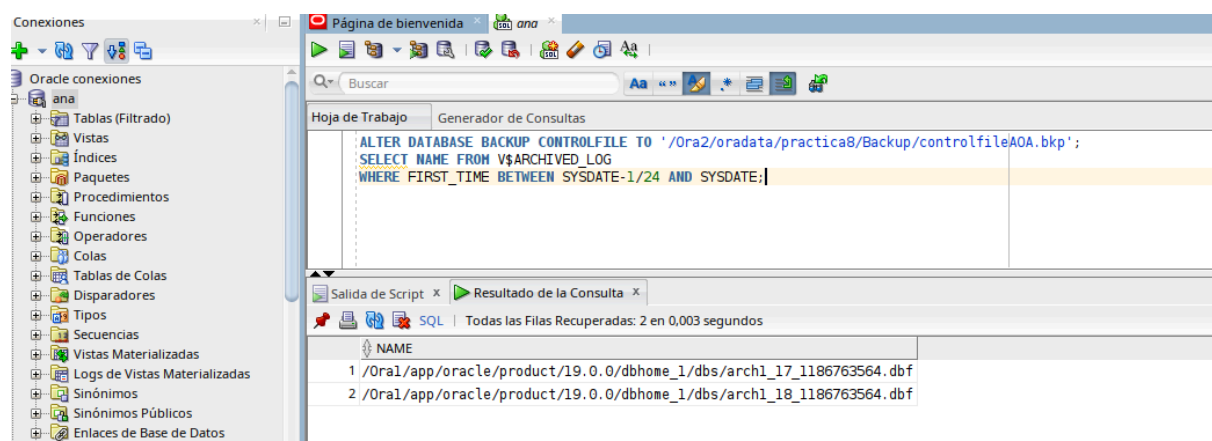 Conexiones
Página de bienvenida
ana
Oracle conexiones
ana
Tablas (Filtrado)
Vistas
Índices
Paquetes
Procedimientos
Funciones
Operadores
Colas
Tablas de Colas
Disparadores
Tipos
Secuencias
Vistas Materializadas
Logs de Vistas Materializadas
Sinónimos
Sinónimos Públicos
Enlaces de Base de Datos
Buscar
Aa “” .*
Hoja de Trabajo Generador de Consultas
ALTER DATABASE BACKUP CONTROLFILE TO '/Ora2/oradata/practica8/Backup/controlfileAOA.bkp';
SELECT NAME FROM V$ARCHIVED_LOG
WHERE FIRST_TIME BETWEEN SYSDATE-1/24 AND SYSDATE;
Salida de Script x Resultado de la Consulta x
SQL | Todas las Filas Recuperadas: 2 en 0,003 segundos
NAME
1 /Ora1/app/oracle/product/19.0.0/dbhome_1/dbs/arch1_17_1186763564.dbf
2 /Ora1/app/oracle/product/19.0.0/dbhome_1/dbs/arch1_18_1186763564.dbf